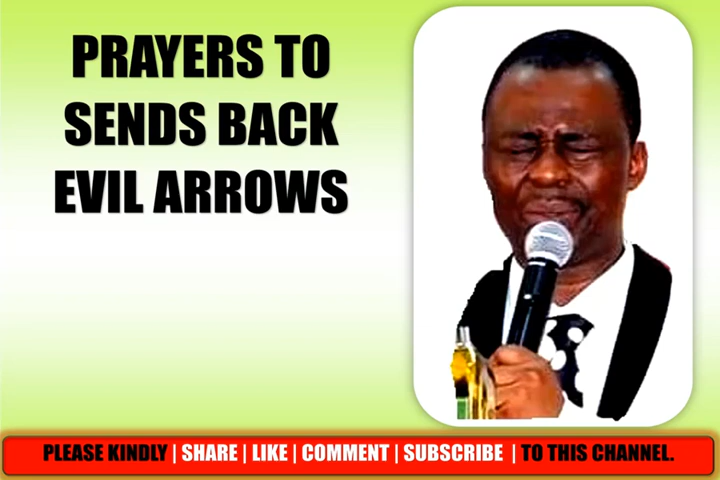 PRAYERS TO
SENDS BACK
EVIL ARROWS
PLEASE KINDLY | SHARE | LIKE | COMMENT | SUBSCRIBE | TO THIS CHANNEL.